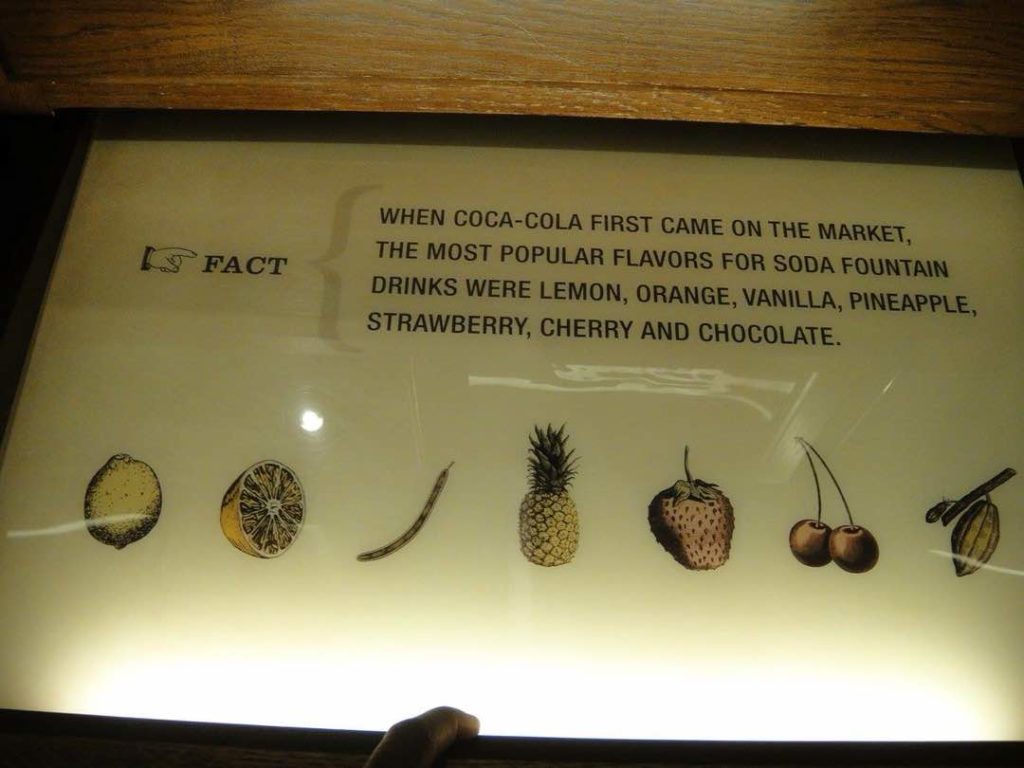 FACT
WHEN COCA-COLA FIRST CAME ON THE MARKET,
THE MOST POPULAR FLAVORS FOR SODA FOUNTAIN
DRINKS WERE LEMON, ORANGE, VANILLA, PINEAPPLE,
STRAWBERRY, CHERRY AND CHOCOLATE.